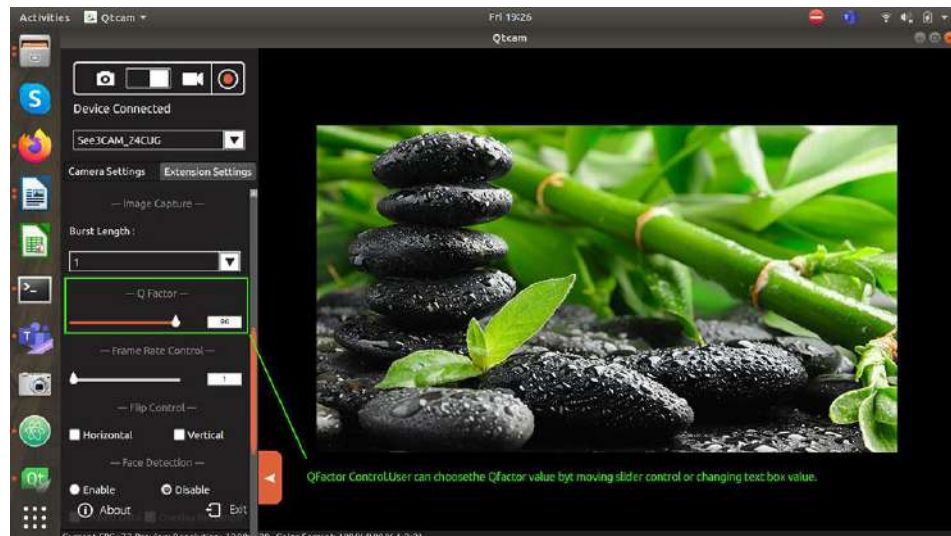 Activities Qtcam Fri 19:26
Qtcam
Device Connected
See3CAM_24CUG
Camera Settings Extension Settings
— Image Capture —
Burst Length :
1
— Q Factor —
96
— Frame Rate Control —
1
— Flip Control —
Horizontal Vertical
— Face Detection —
Enable Disable
About Exit
QFactor Control.User can choosethe Qfactor value byt moving slider control or changing text box value.